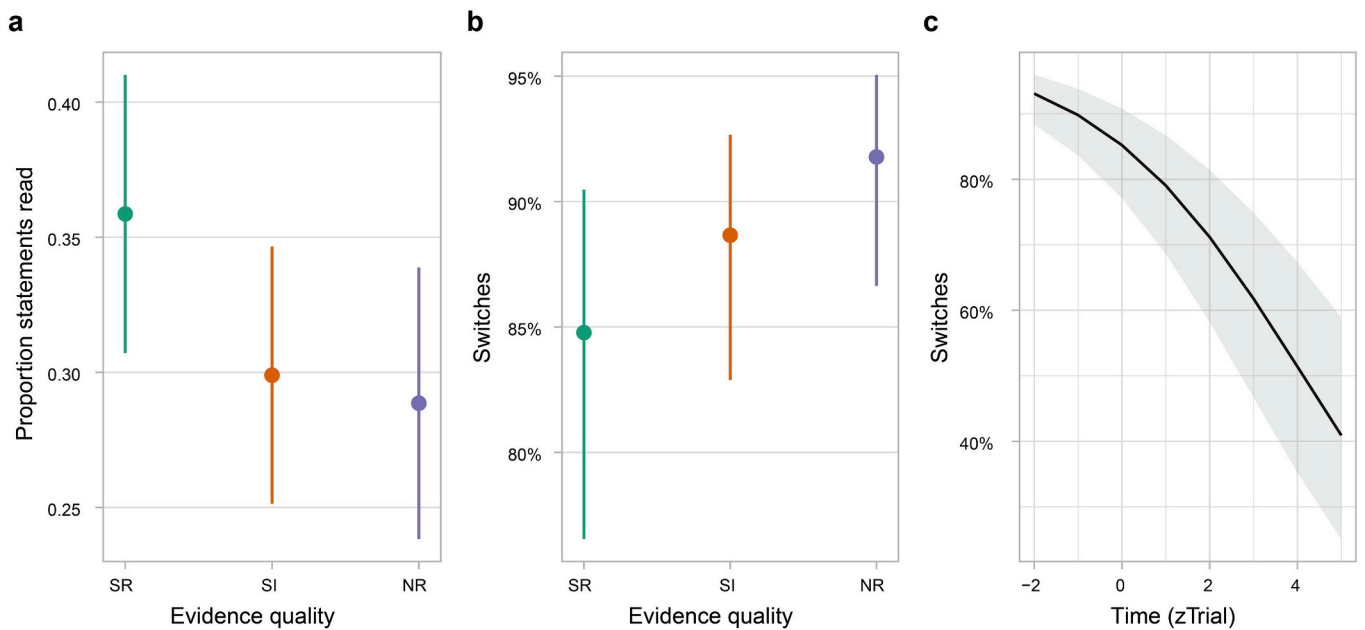 a
0.40
0.35
0.30
0.25
Proportion statements read
SR SI NR
Evidence quality
b
95%
90%
85%
80%
Switches
SR SI NR
Evidence quality
c
80%
60%
40%
Switches
−2 0 2 4
Time (zTrial)